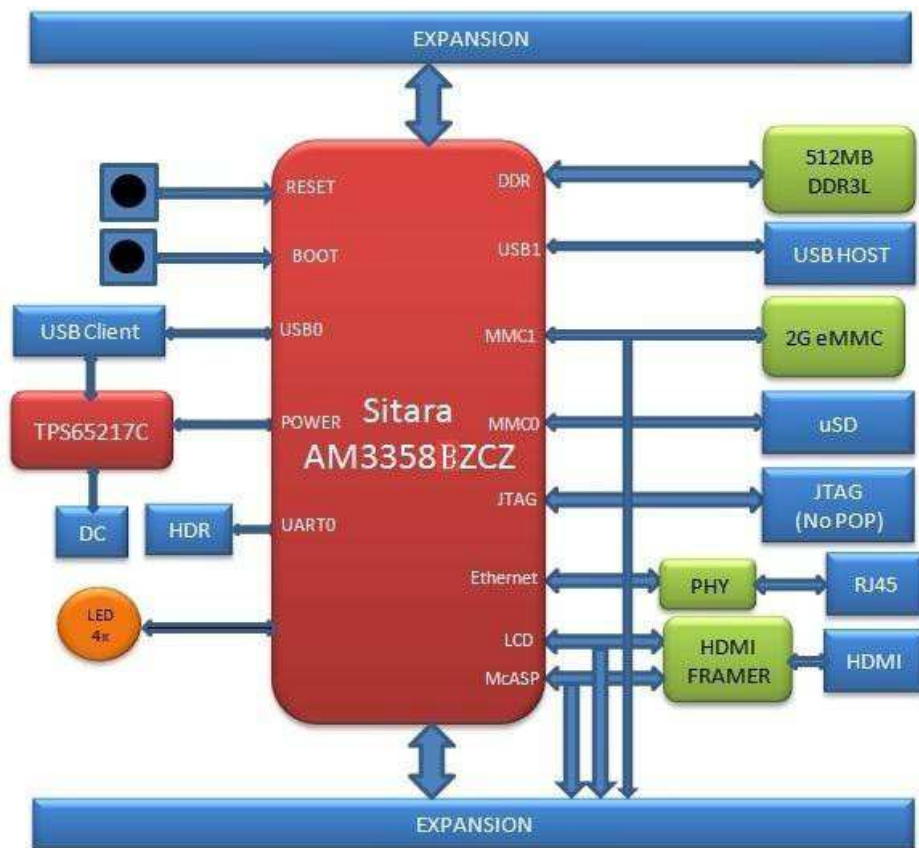 EXPANSION
RESET
DDR
512MB
DDR3L
BOOT
USB1
USB HOST
USB Client
USB0
MMC1
2G eMMC
TPS65217C
POWER
Sitara
AM3358BZCZ
MMC0
uSD
JTAG
JTAG
(No POP)
DC
HDR
UART0
Ethernet
PHY
RJ45
LED
4x
LCD
McASP
HDMI
FRAMER
HDMI
EXPANSION